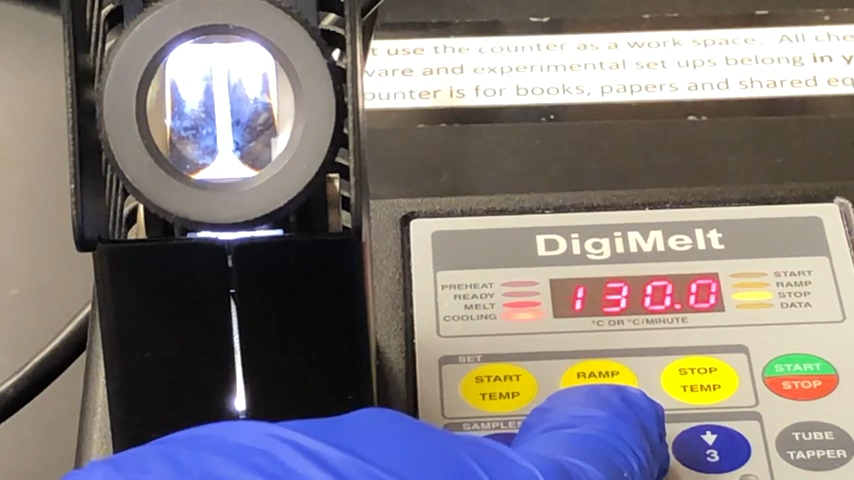 t use the counter as a work space. All che
ware and experimental set ups belong in y
ounter is for books, papers and shared eq
DigiMelt
PREHEAT
READY
MELT
COOLING
130.0
°C OR °C/MINUTE
START
RAMP
STOP
DATA
SET
START
TEMP
RAMP
STOP
TEMP
START
STOP
SAMPLE
3
TUBE
TAPPER